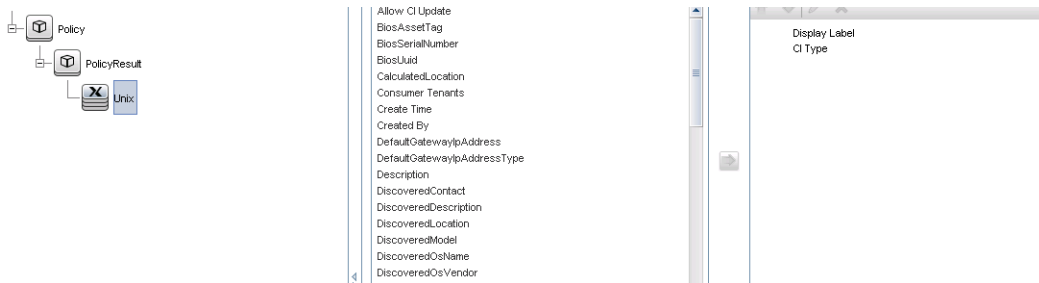 Policy
PolicyResult
Unix
Allow CI Update
BiosAssetTag
BiosSerialNumber
BiosUuid
CalculatedLocation
Consumer Tenants
Create Time
Created By
DefaultGatewayIpAddress
DefaultGatewayIpAddressType
Description
DiscoveredContact
DiscoveredDescription
DiscoveredLocation
DiscoveredModel
DiscoveredOsName
DiscoveredOsVendor
Display Label
CI Type